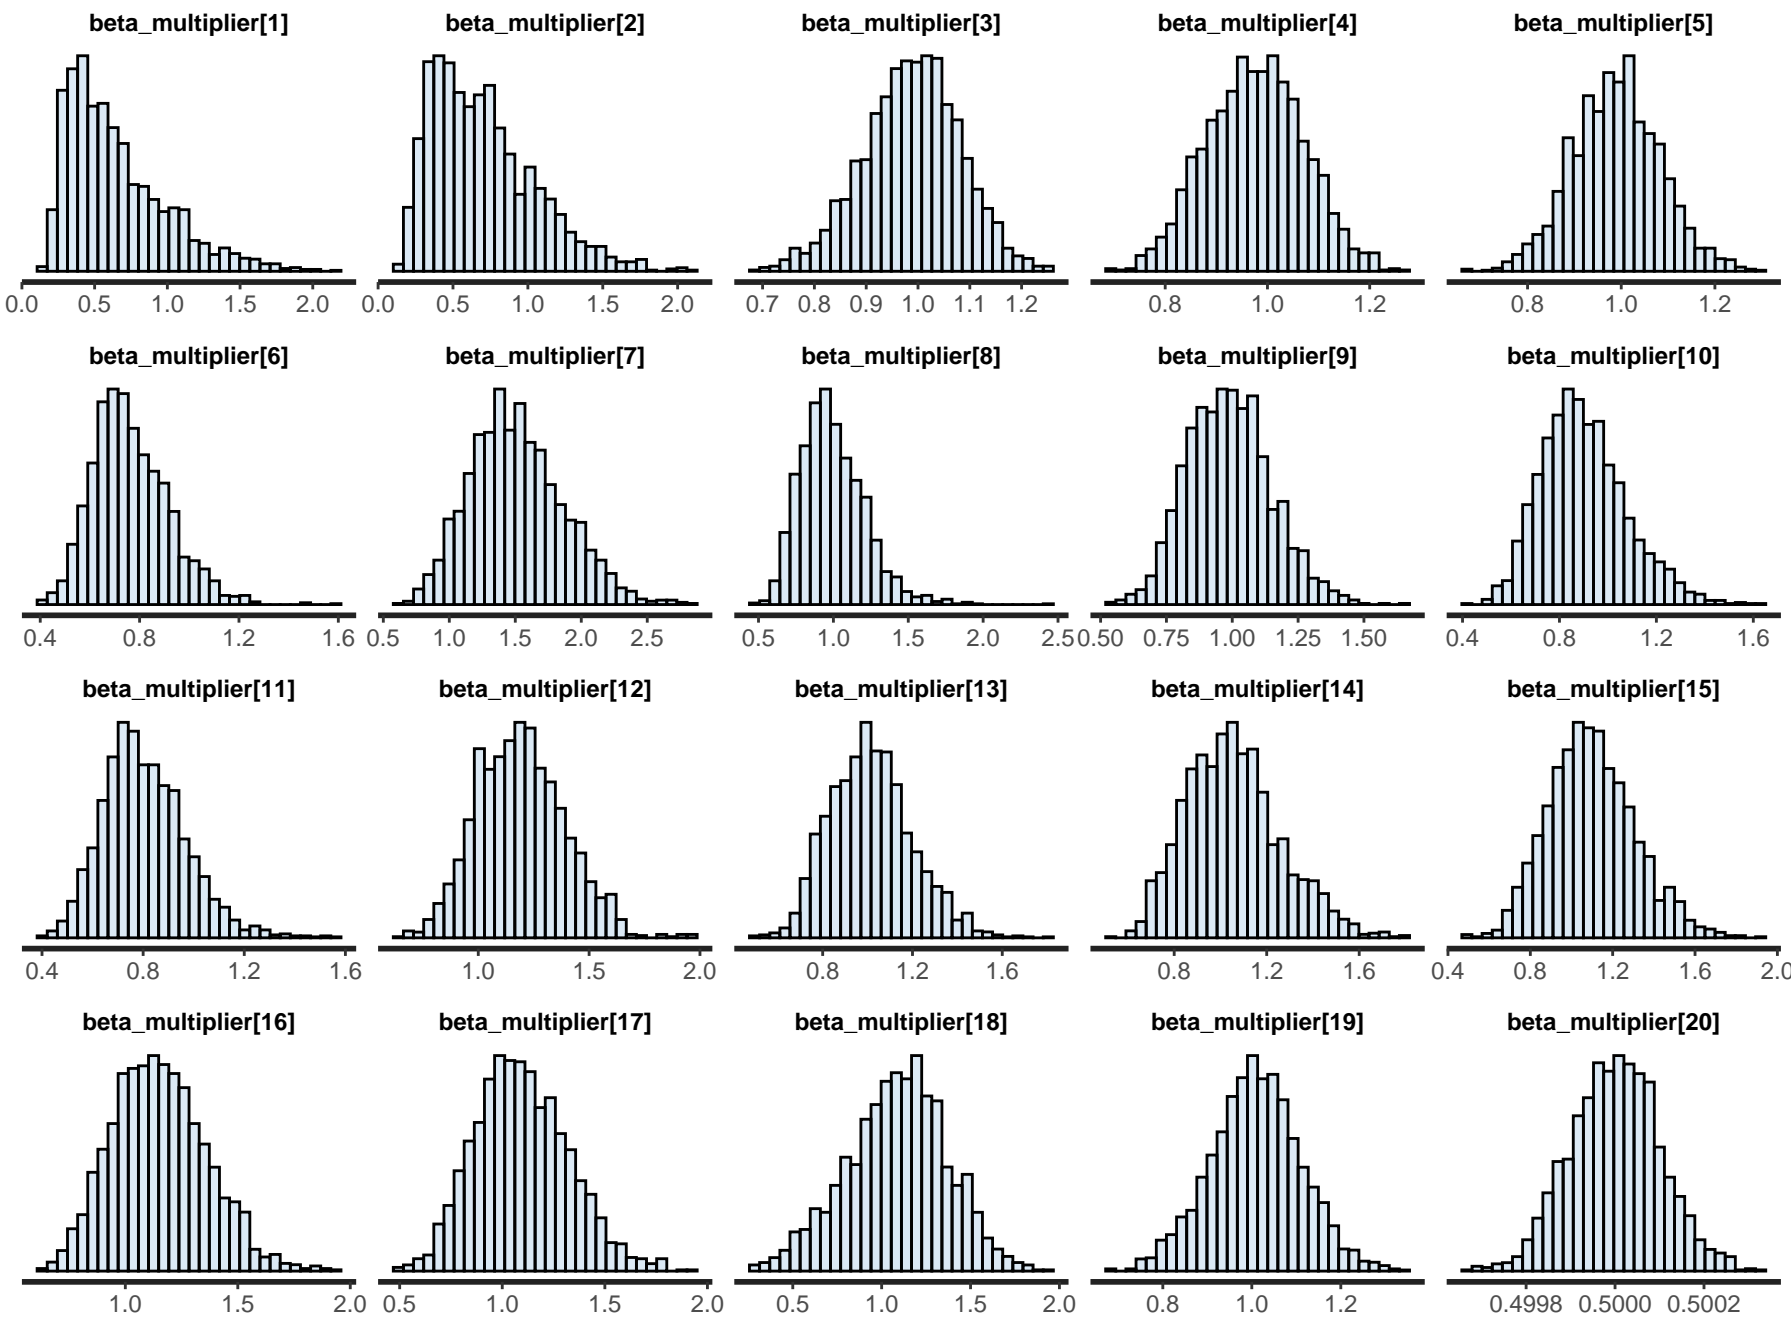 beta_multiplier[1] beta_multiplier[2] beta_multiplier[3] beta_multiplier[4] beta_multiplier[5]
0.0 0.5 1.0 1.5 2.0 0.0 0.5 1.0 1.5 2.0 0.7 0.8 0.9 1.0 1.1 1.2 0.8 1.0 1.2 0.8 1.0 1.2
beta_multiplier[6] beta_multiplier[7] beta_multiplier[8] beta_multiplier[9] beta_multiplier[10]
0.4 0.8 1.2 1.6 0.5 1.0 1.5 2.0 2.5 0.5 1.0 1.5 2.0 2.5 0.50 0.75 1.00 1.25 1.50 0.4 0.8 1.2 1.6
beta_multiplier[11] beta_multiplier[12] beta_multiplier[13] beta_multiplier[14] beta_multiplier[15]
0.4 0.8 1.2 1.6 1.0 1.5 2.0 0.8 1.2 1.6 0.8 1.2 1.6 0.4 0.8 1.2 1.6 2.0
beta_multiplier[16] beta_multiplier[17] beta_multiplier[18] beta_multiplier[19] beta_multiplier[20]
1.0 1.5 2.0 0.5 1.0 1.5 2.0 0.5 1.0 1.5 2.0 0.8 1.0 1.2 0.4998 0.5000 0.5002